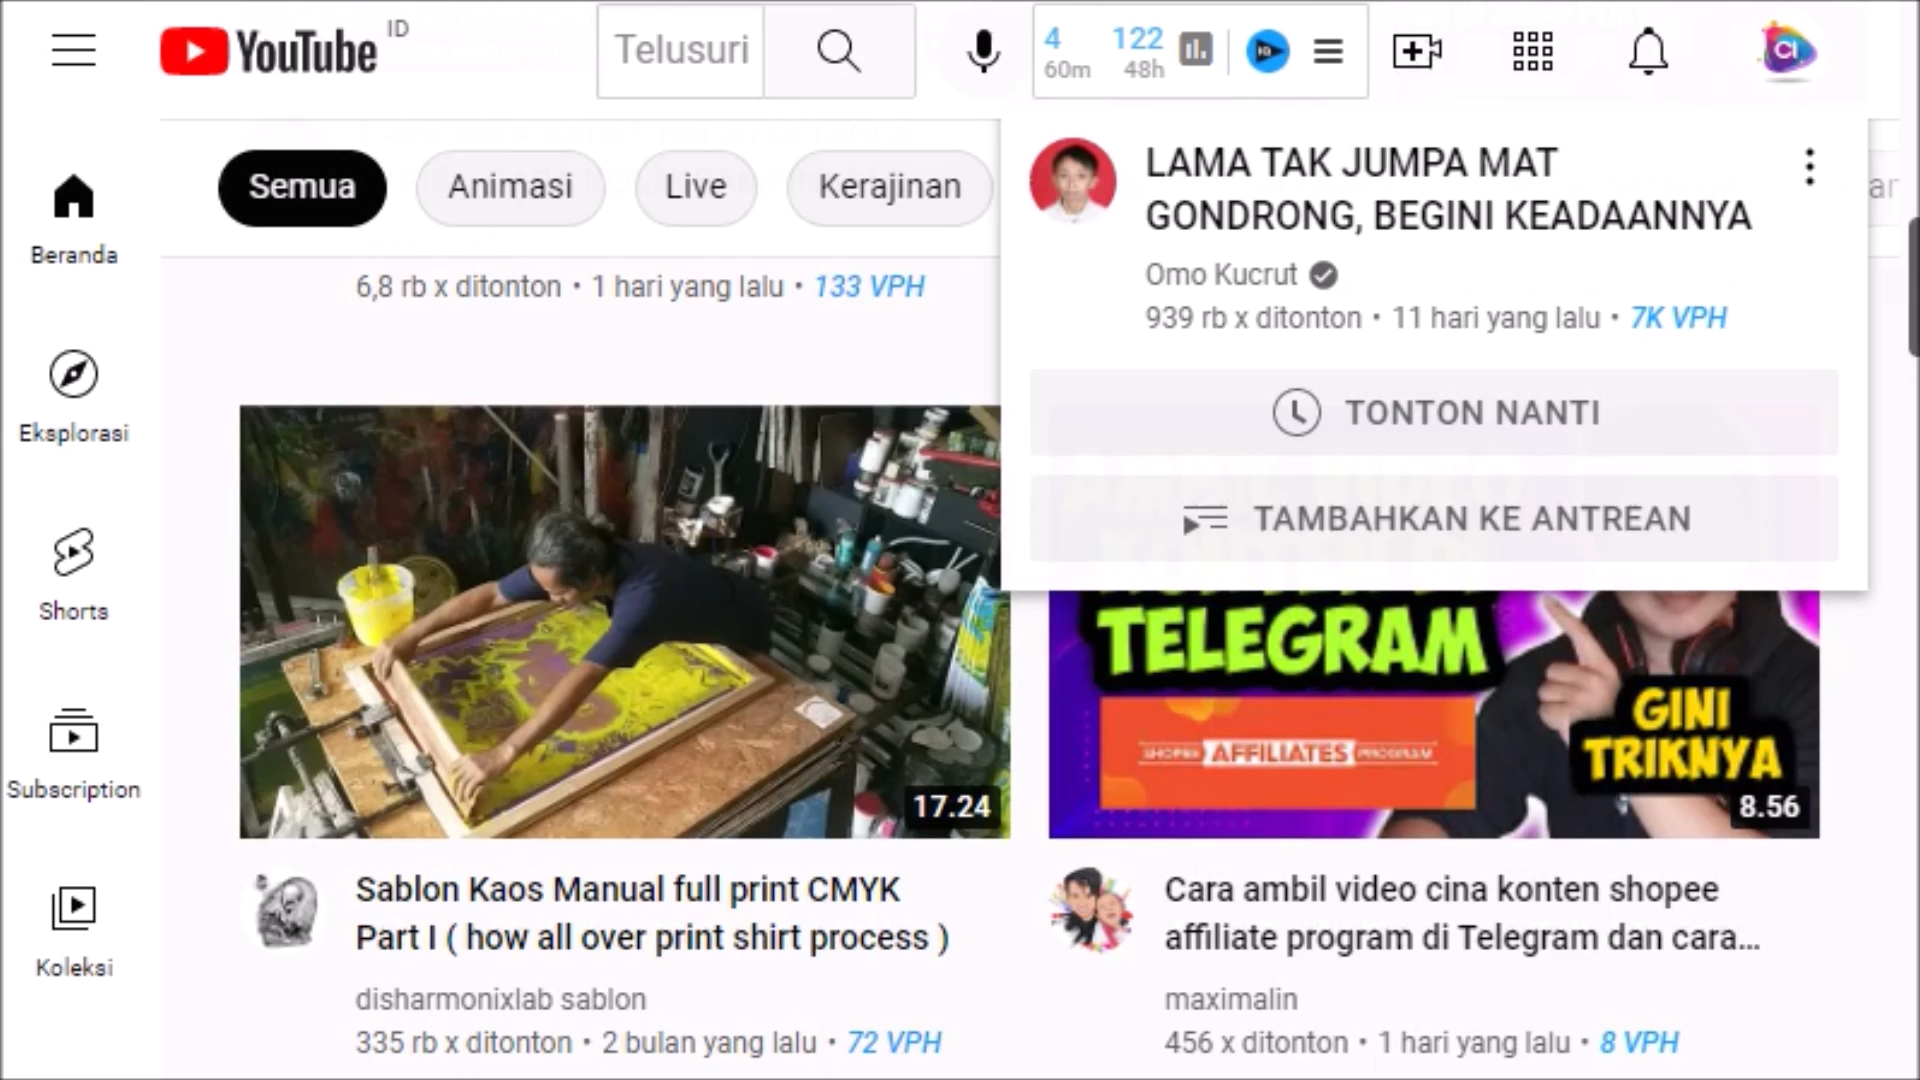 YouTube ID
Telusuri
4 122
60m 48h
Semua
Animasi
Live
Kerajinan
ar
Beranda
Eksplorasi
Shorts
Subscription
Koleksi
6,8 rb x ditonton • 1 hari yang lalu • 133 VPH
LAMA TAK JUMPA MAT
GONDRONG, BEGINI KEADAANNYA
Omo Kucrut
939 rb x ditonton • 11 hari yang lalu • 7K VPH
TONTON NANTI
TAMBAHKAN KE ANTREAN
17.24
TELEGRAM
SHOPEE AFFILIATES PROGRAM
GINI
TRIKNYA
8.56
Sablon Kaos Manual full print CMYK
Part I ( how all over print shirt process )
disharmonixlab sablon
335 rb x ditonton • 2 bulan yang lalu • 72 VPH
Cara ambil video cina konten shopee
affiliate program di Telegram dan cara...
maximalin
456 x ditonton • 1 hari yang lalu • 8 VPH